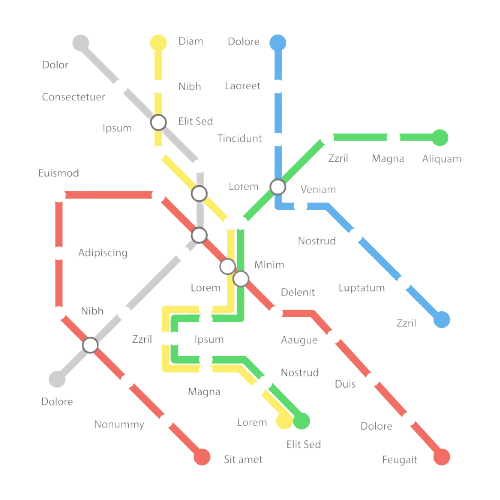 Diam
Dolore
Dolor
Nibh
Laoreet
Consectetuer
Ipsum
Elit Sed
Tincidunt
Zzril
Magna
Aliquam
Euismod
Lorem
Veniam
Nostrud
Adipiscing
Minim
Lorem
Delenit
Luptatum
Nibh
Zzril
Zzril
Ipsum
Aaugue
Nostrud
Dolore
Magna
Duis
Nonummy
Lorem
Dolore
Elit Sed
Sit amet
Feugait